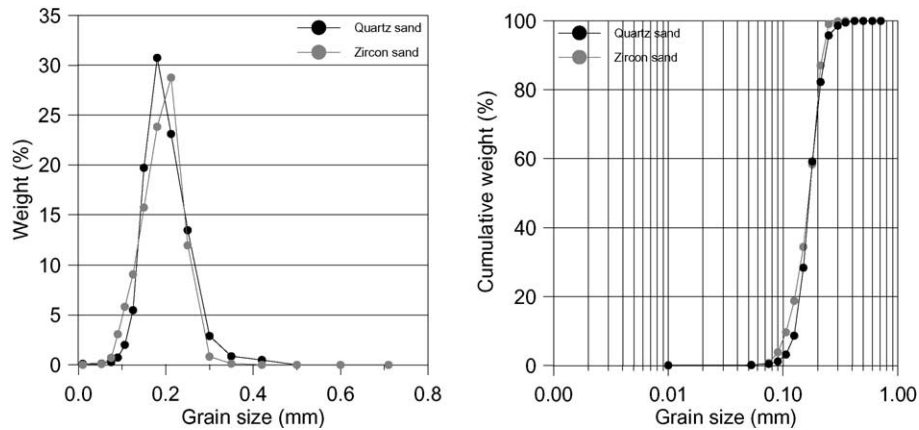 Weight (%)
35
30
25
20
15
10
5
0
Quartz sand
Zircon sand
0.0 0.2 0.4 0.6 0.8
Grain size (mm)
Cumulative weight (%)
100
80
60
40
20
0
Quartz sand
Zircon sand
0.00 0.01 0.10 1.00
Grain size (mm)